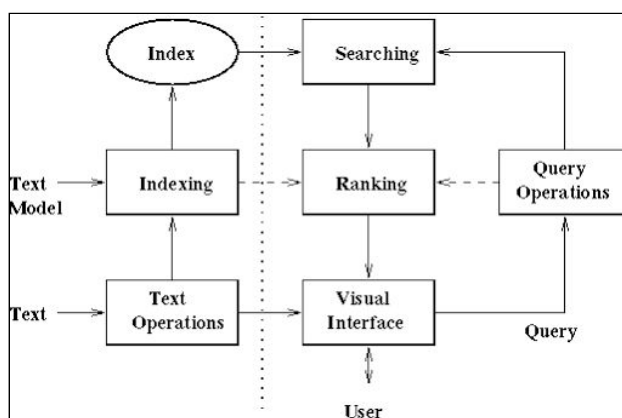 Index
Searching
Text
Model
Indexing
Ranking
Query
Operations
Text
Text
Operations
Visual
Interface
Query
User